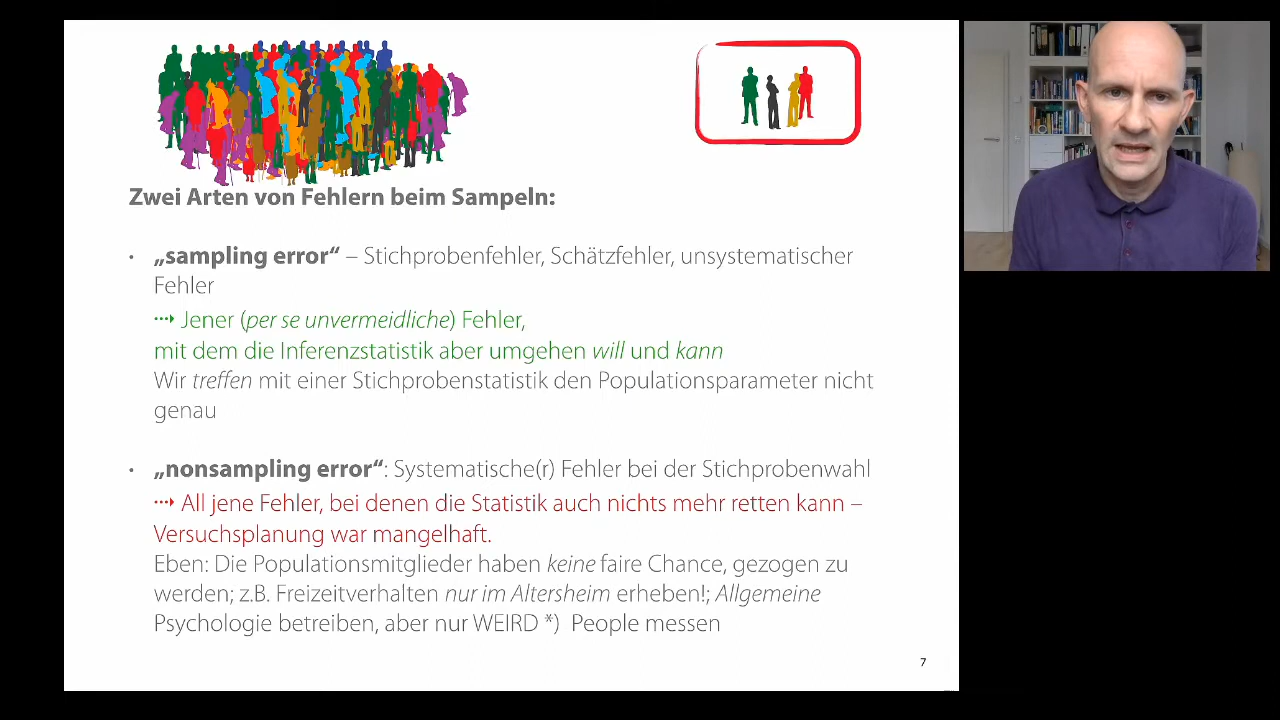 Zwei Arten von Fehlern beim Sampeln:
• „sampling error“ – Stichprobenfehler, Schätzfehler, unsystematischer
Fehler
⤑ Jener (per se unvermeidliche) Fehler,
mit dem die Inferenzstatistik aber umgehen will und kann
Wir treffen mit einer Stichprobenstatistik den Populationsparameter nicht
genau
• „nonsampling error“: Systematische(r) Fehler bei der Stichprobenwahl
⤑ All jene Fehler, bei denen die Statistik auch nichts mehr retten kann –
Versuchsplanung war mangelhaft.
Eben: Die Populationsmitglieder haben keine faire Chance, gezogen zu
werden; z.B. Freizeitverhalten nur im Altersheim erheben!; Allgemeine
Psychologie betreiben, aber nur WEIRD *) People messen
7